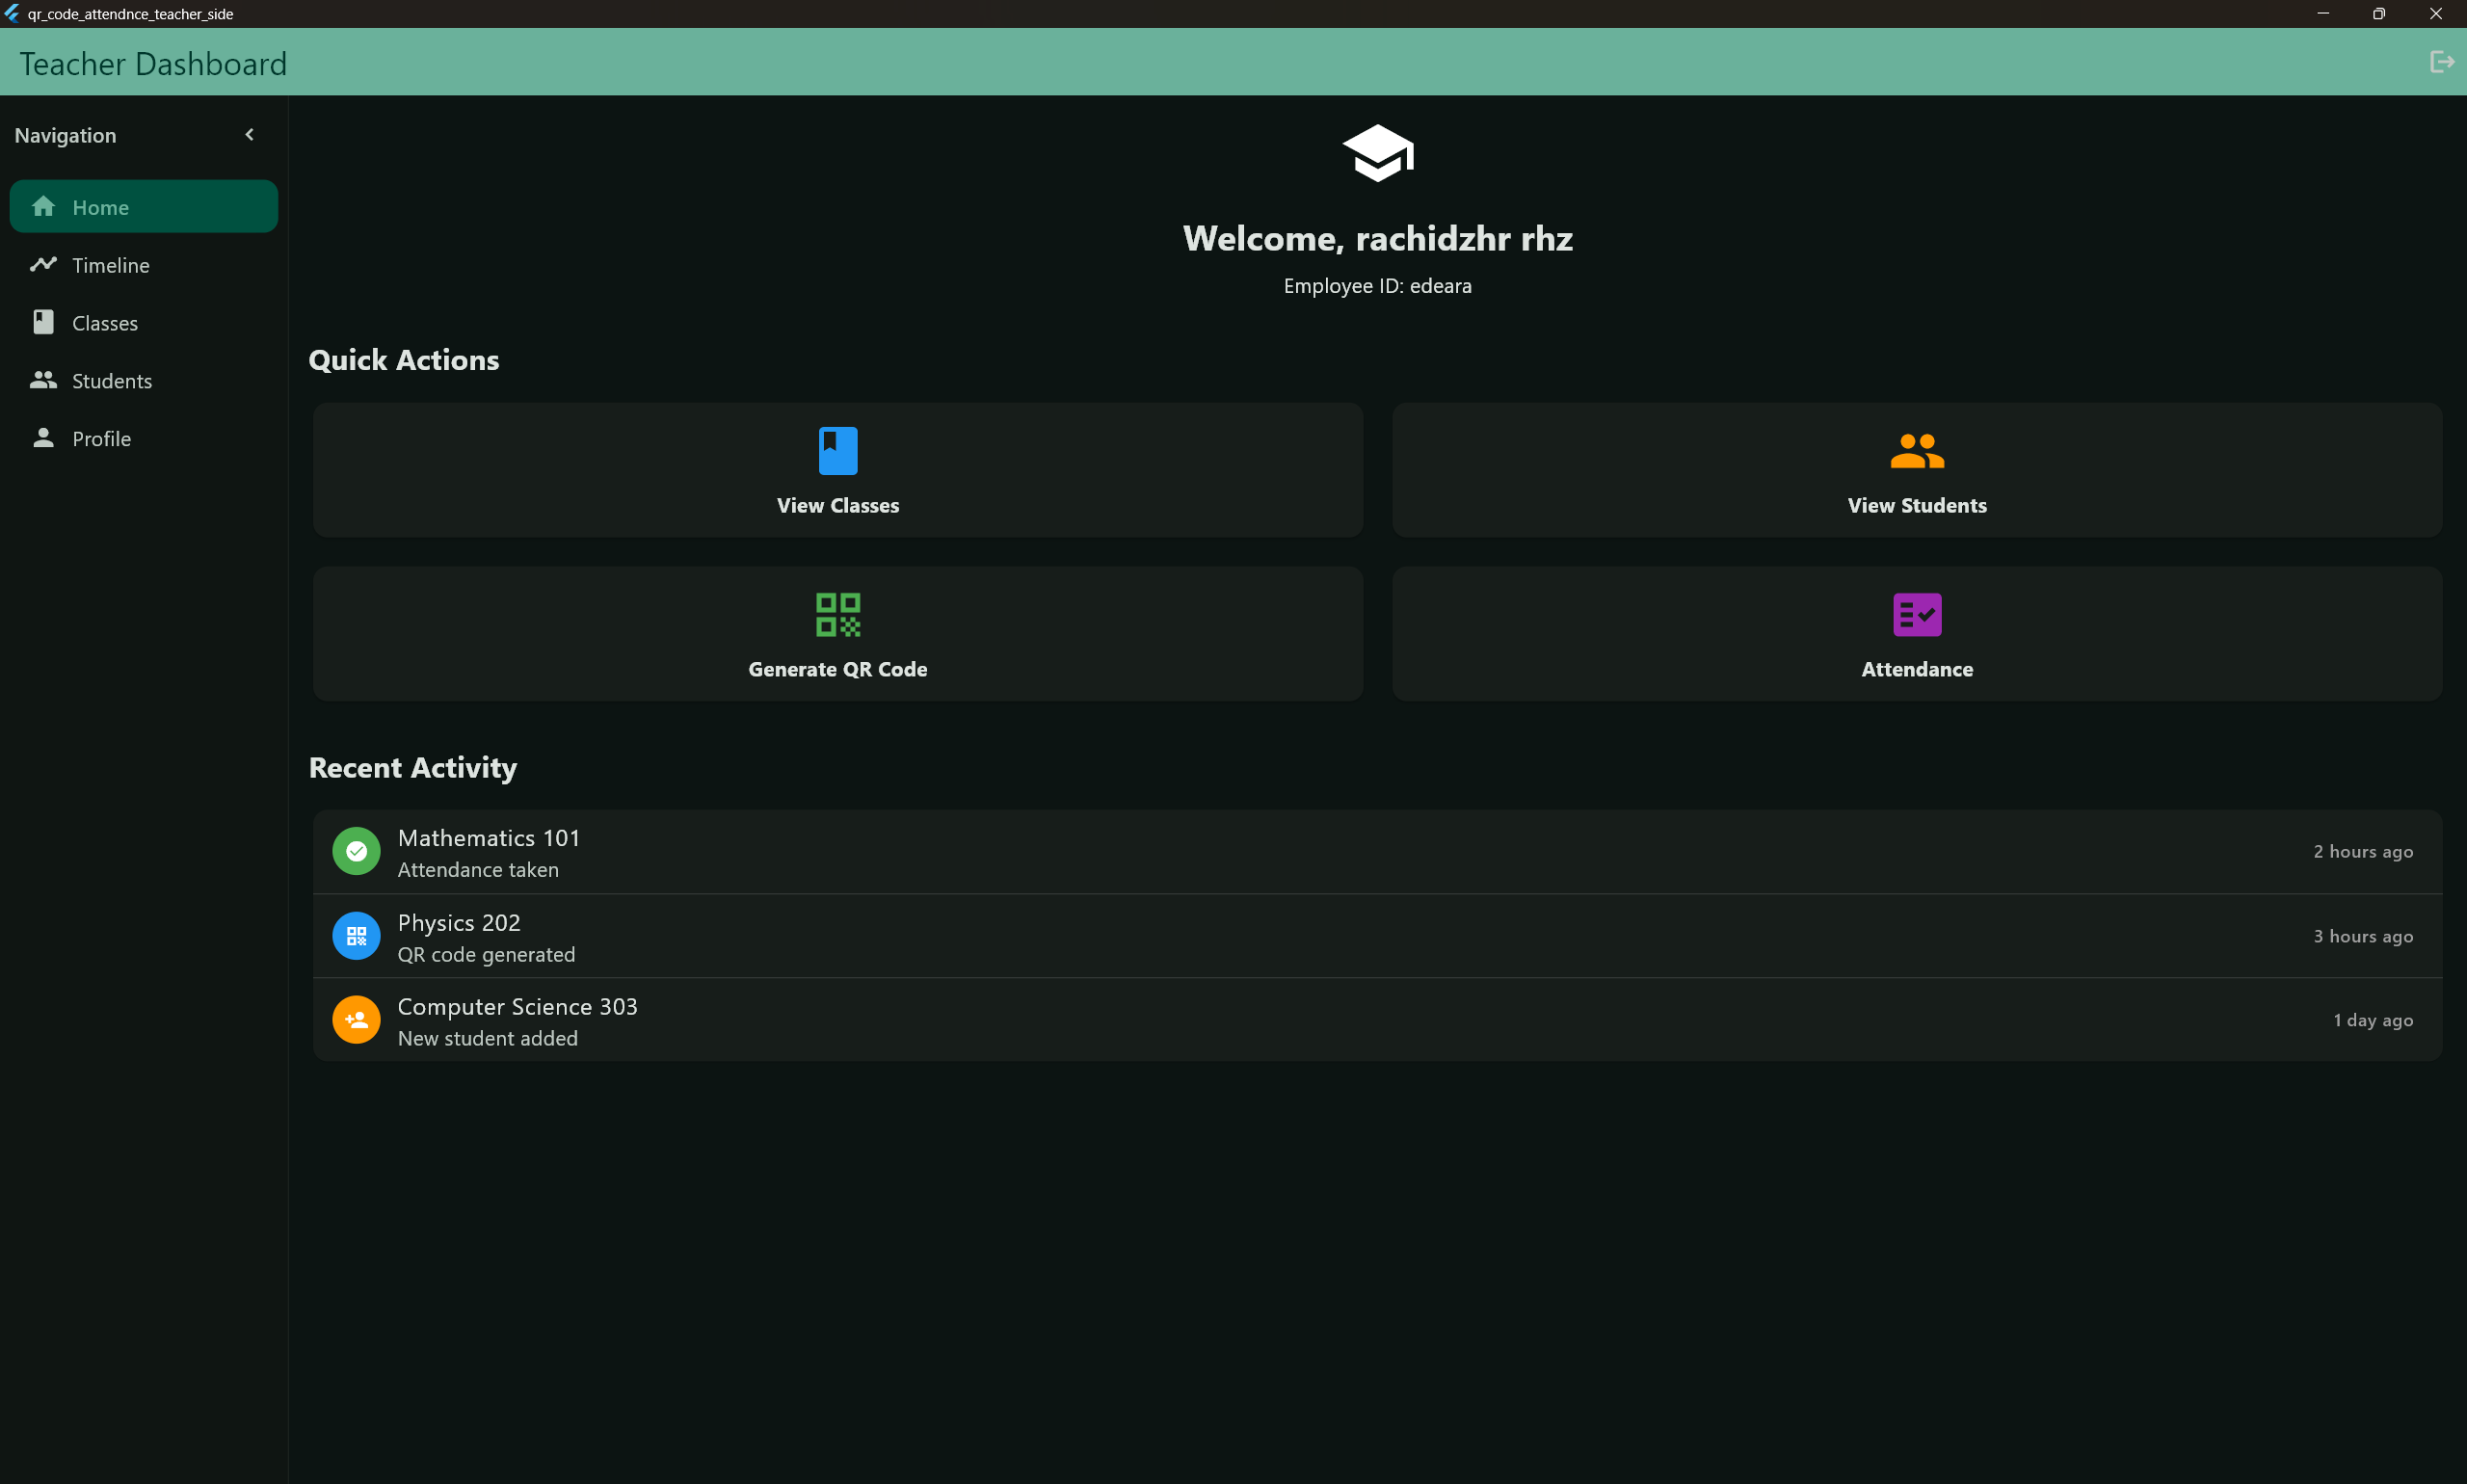 qr_code_attendnce_teacher_side
Teacher Dashboard
Navigation
Home
Timeline
Classes
Students
Profile
Welcome, rachidzhr rhz
Employee ID: edeara
Quick Actions
View Classes
View Students
Generate QR Code
Attendance
Recent Activity
Mathematics 101
Attendance taken
2 hours ago
Physics 202
QR code generated
3 hours ago
Computer Science 303
New student added
1 day ago